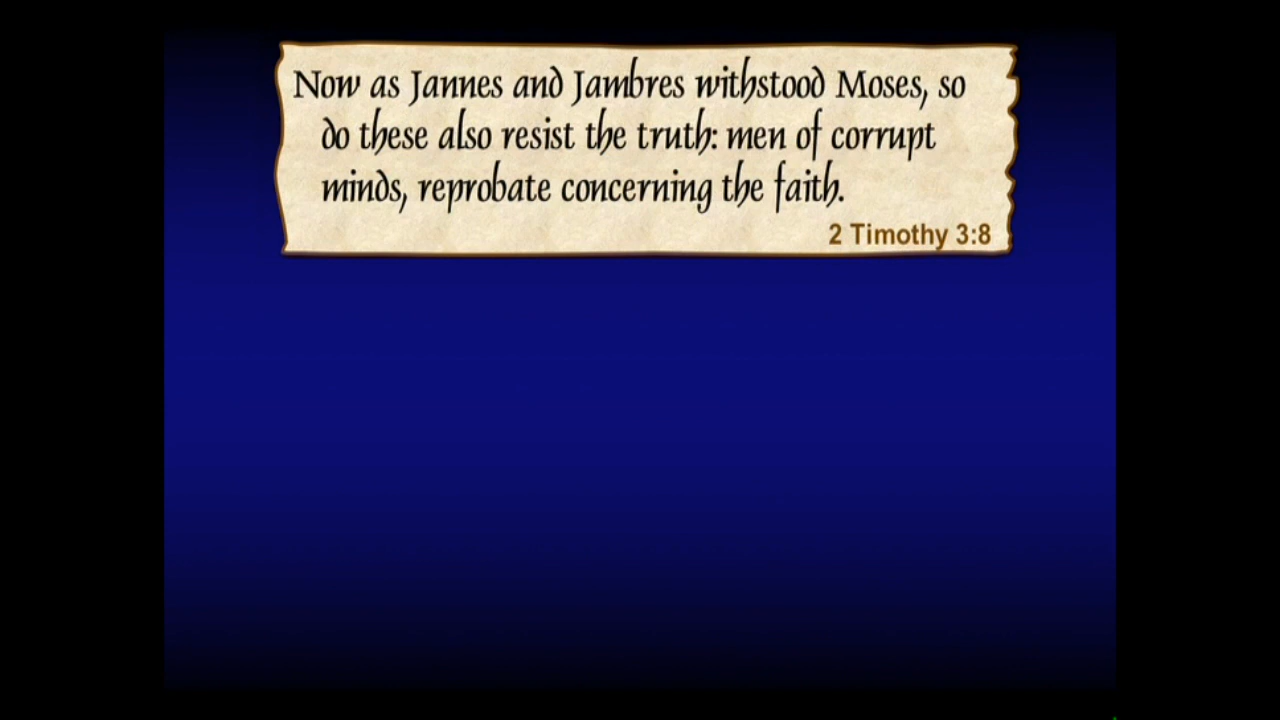 Now as Jannes and Jambres withstood Moses, so
do these also resist the truth: men of corrupt
minds, reprobate concerning the faith.
2 Timothy 3:8